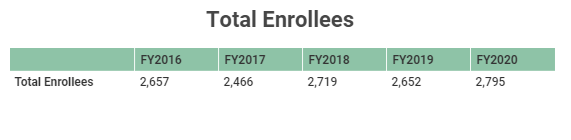 Total Enrollees
FY2016 FY2017 FY2018 FY2019 FY2020
Total Enrollees 2,657 2,466 2,719 2,652 2,795